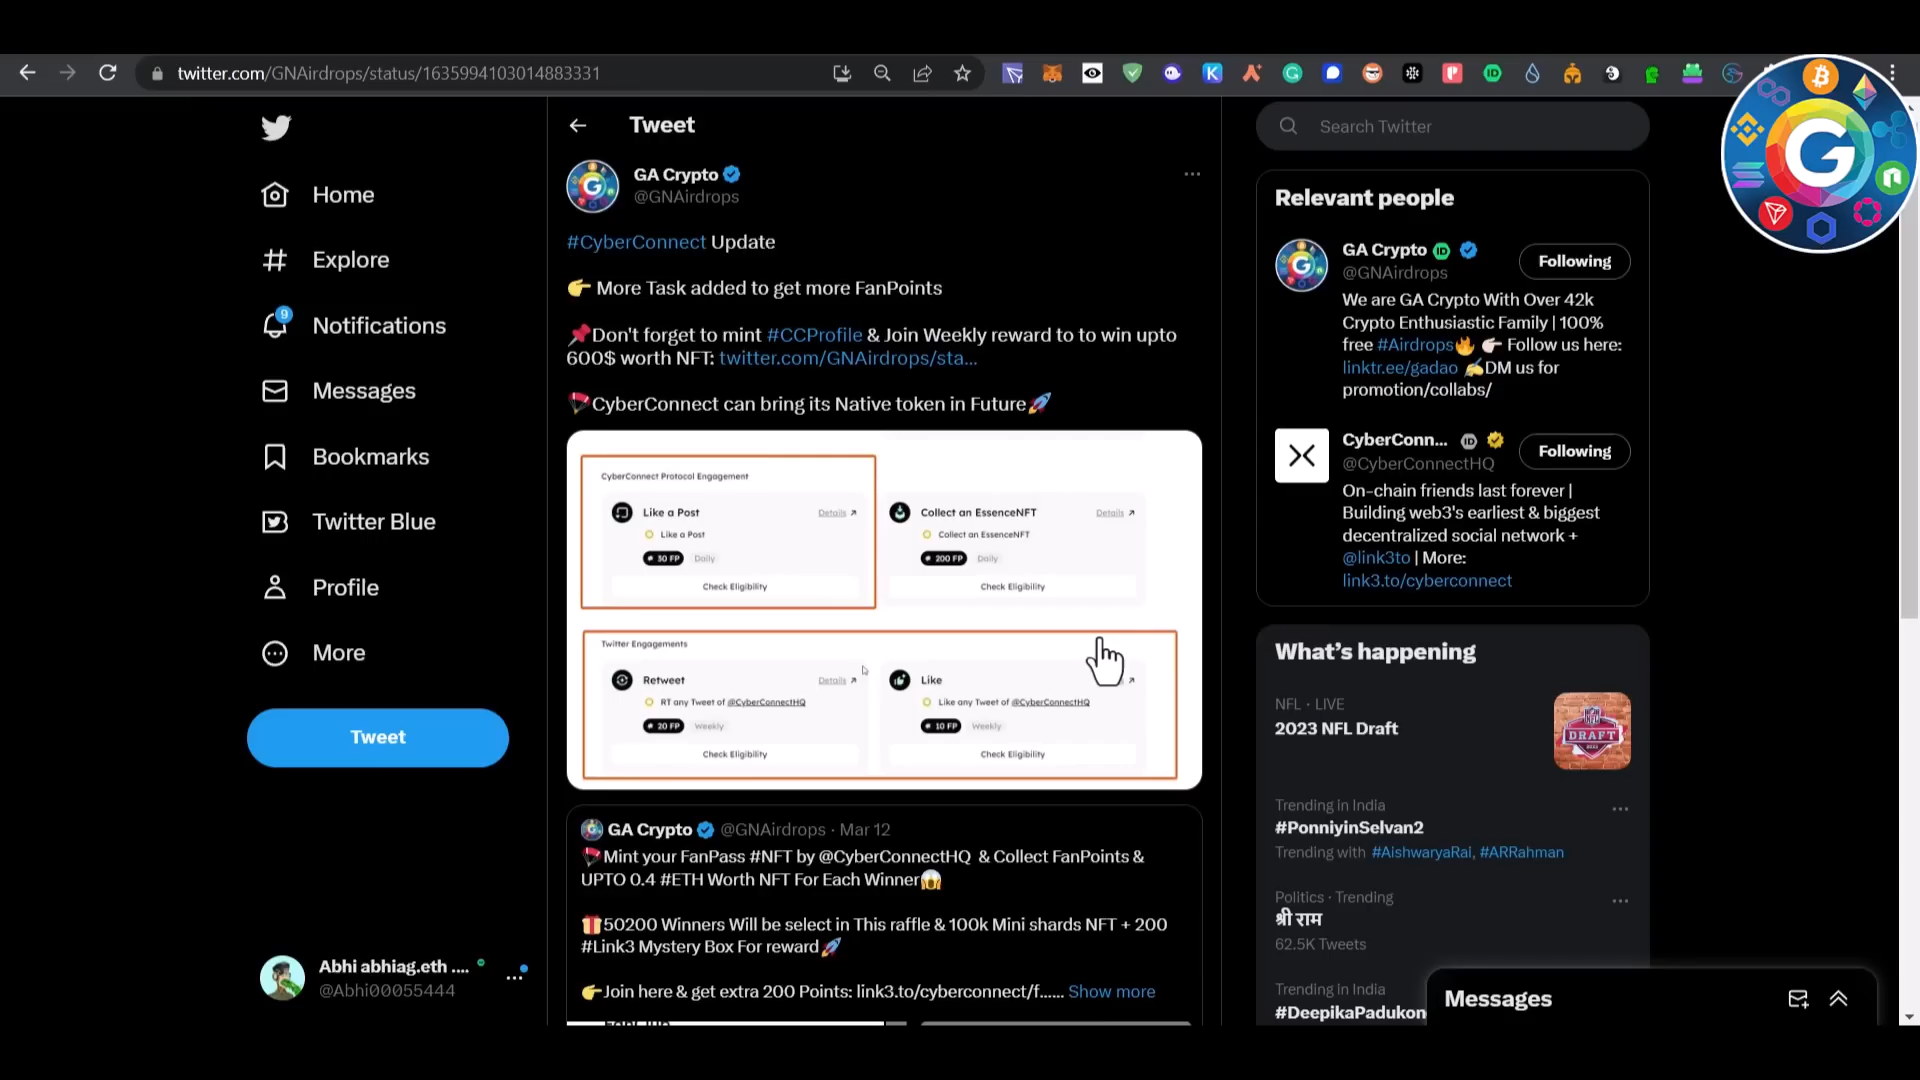 twitter.com/GNAirdrops/status/1635994103014883331
Home
Explore
9
Notifications
Messages
Bookmarks
Twitter Blue
Profile
More
Tweet
Abhi abhiag.eth ....
@Abhi00055444
Tweet
GA Crypto
@GNAirdrops
#CyberConnect Update
👉 More Task added to get more FanPoints
📌Don't forget to mint #CCProfile & Join Weekly reward to to win upto
600$ worth NFT: twitter.com/GNAirdrops/sta...
🪂CyberConnect can bring its Native token in Future🚀
CyberConnect Protocol Engagement
Like a Post
Details
Like a Post
30 FP
Daily
Check Eligibility
Collect an EssenceNFT
Details
Collect an EssenceNFT
200 FP
Daily
Check Eligibility
Twitter Engagements
Retweet
Details
RT any Tweet of @CyberConnectHQ
20 FP
Weekly
Check Eligibility
Like
Like any Tweet of @CyberConnectHQ
10 FP
Weekly
Check Eligibility
GA Crypto @GNAirdrops · Mar 12
🪂Mint your FanPass #NFT by @CyberConnectHQ & Collect FanPoints &
UPTO 0.4 #ETH Worth NFT For Each Winner😱
🎁50200 Winners Will be select in This raffle & 100k Mini shards NFT + 200
#Link3 Mystery Box For reward🚀
👉Join here & get extra 200 Points: link3.to/cyberconnect/f...... Show more
Search Twitter
Relevant people
GA Crypto
@GNAirdrops
Following
We are GA Crypto With Over 42k
Crypto Enthusiastic Family | 100%
free #Airdrops🔥 👉🏻 Follow us here:
linktr.ee/gadao ✍DM us for
promotion/collabs/
CyberConn...
@CyberConnectHQ
Following
On-chain friends last forever |
Building web3's earliest & biggest
decentralized social network +
@link3to | More:
link3.to/cyberconnect
What's happening
NFL · LIVE
2023 NFL Draft
DRAFT
Trending in India
#PonniyinSelvan2
Trending with #AishwaryaRai, #ARRahman
Politics · Trending
श्री राम
62.5K Tweets
Trending in India
#DeepikaPadukon
Messages
G